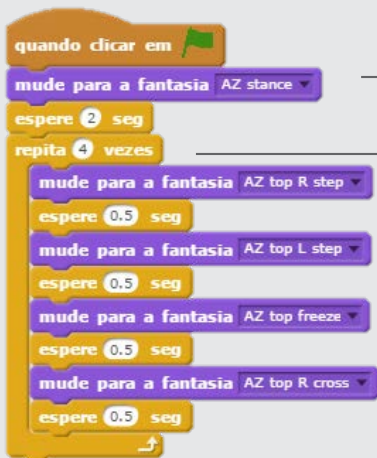 quando clicar em
mude para a fantasia AZ stance
espere 2 seg
repita 4 vezes
mude para a fantasia AZ top R step
espere 0.5 seg
mude para a fantasia AZ top L step
espere 0.5 seg
mude para a fantasia AZ top freeze
espere 0.5 seg
mude para a fantasia AZ top R cross
espere 0.5 seg